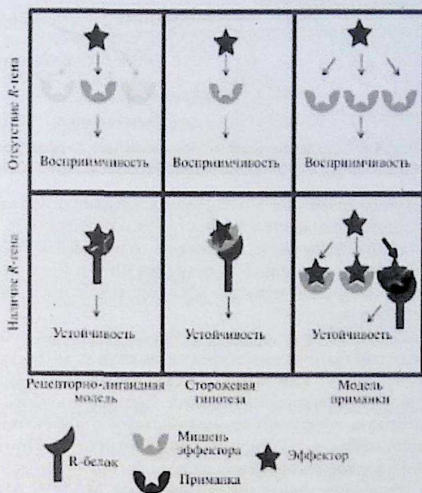 Отсутствие R-гена
Восприимчивость
Восприимчивость
Восприимчивость
Наличие R-гена
Устойчивость
Устойчивость
Устойчивость
Рецепторно-лигандная
модель
Сторожевая
гипотеза
Модель
приманки
R-белок
Мишень
эффектора
Приманка
Эффектор